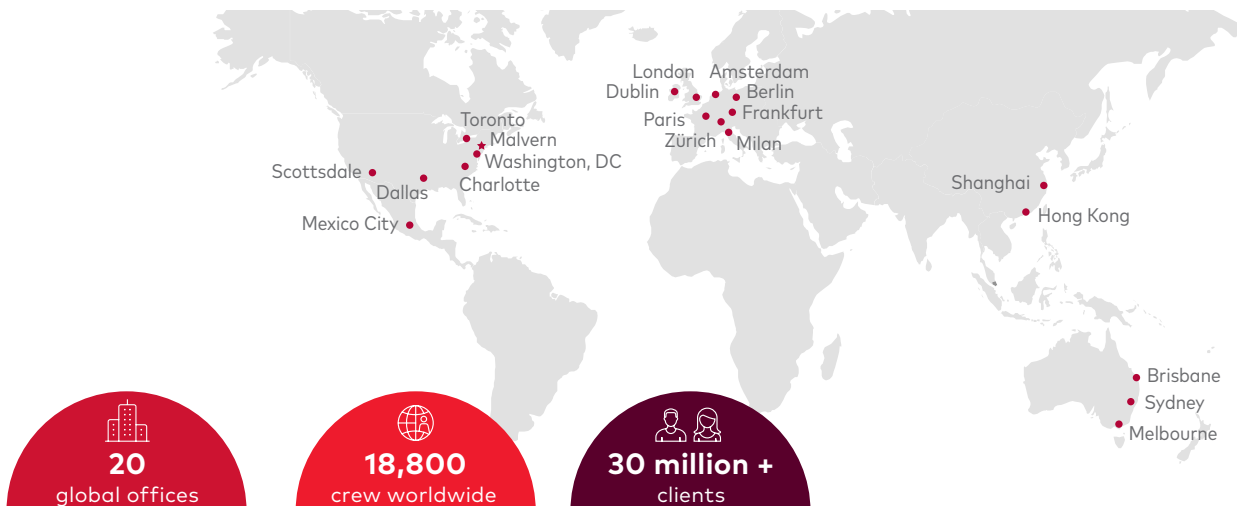 London
Amsterdam
Dublin
Berlin
Paris
Frankfurt
Zürich
Milan
Toronto
Malvern
Washington, DC
Scottsdale
Dallas
Charlotte
Mexico City
Shanghai
Hong Kong
Brisbane
Sydney
Melbourne
20
global offices
18,800
crew worldwide
30 million +
clients